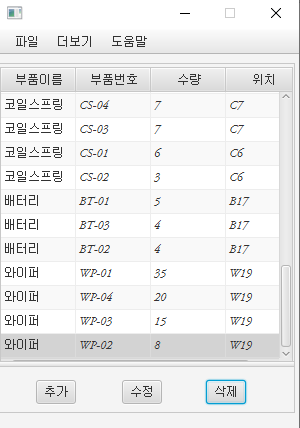 파일 더보기 도움말
부품이름 부품번호 수량 위치
코일스프링 CS-04 7 C7
코일스프링 CS-03 7 C7
코일스프링 CS-01 6 C6
코일스프링 CS-02 3 C6
배터리 BT-01 5 B17
배터리 BT-03 4 B17
배터리 BT-02 4 B17
와이퍼 WP-01 35 W19
와이퍼 WP-04 20 W19
와이퍼 WP-03 15 W19
와이퍼 WP-02 8 W19
추가 수정 삭제